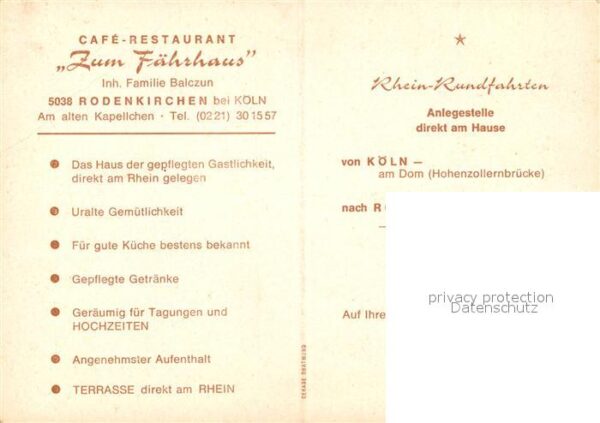 CAFÉ-RESTAURANT
„Zum Fährhaus"
Inh. Familie Balczun
5038 RODENKIRCHEN bei KÖLN
Am alten Kapellchen · Tel. (02 21) 30 15 57
Das Haus der gepflegten Gastlichkeit,
direkt am Rhein gelegen
Uralte Gemütlichkeit
Für gute Küche bestens bekannt
Gepflegte Getränke
Geräumig für Tagungen und
HOCHZEITEN
Angenehmster Aufenthalt
TERRASSE direkt am RHEIN
Rhein-Rundfahrten
Anlegestelle
direkt am Hause
von KÖLN –
am Dom (Hohenzollernbrücke)
nach
Auf Ihre
privacy protection
Datenschutz